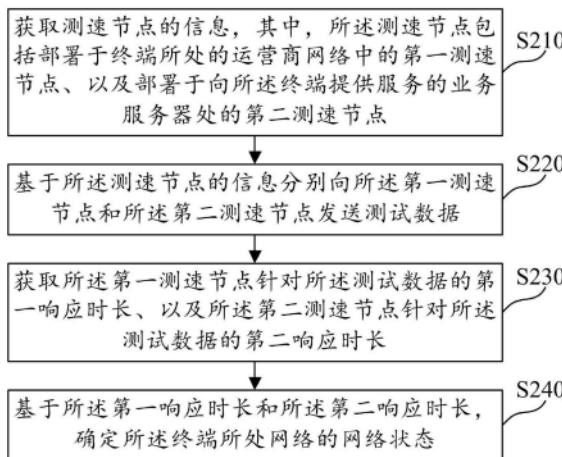 获取测速节点的信息，其中，所述测速节点包
括部署于终端所处的运营商网络中的第一测速
节点、以及部署于向所述终端提供服务的业务
服务器处的第二测速节点
S210
基于所述测速节点的信息分别向所述第一测速
节点和所述第二测速节点发送测试数据
S220
获取所述第一测速节点针对所述测试数据的第
一响应时长、以及所述第二测速节点针对所述
测试数据的第二响应时长
S230
基于所述第一响应时长和所述第二响应时长，
确定所述终端所处网络的网络状态
S240